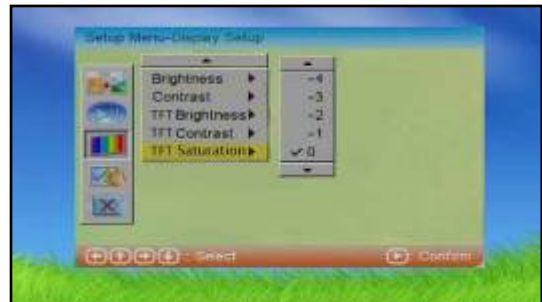 Setup Menu-Display Setup
Brightness
Contrast
TFT Brightness
TFT Contrast
TFT Saturation
-4
-3
-2
-1
0
: Select
: Confirm